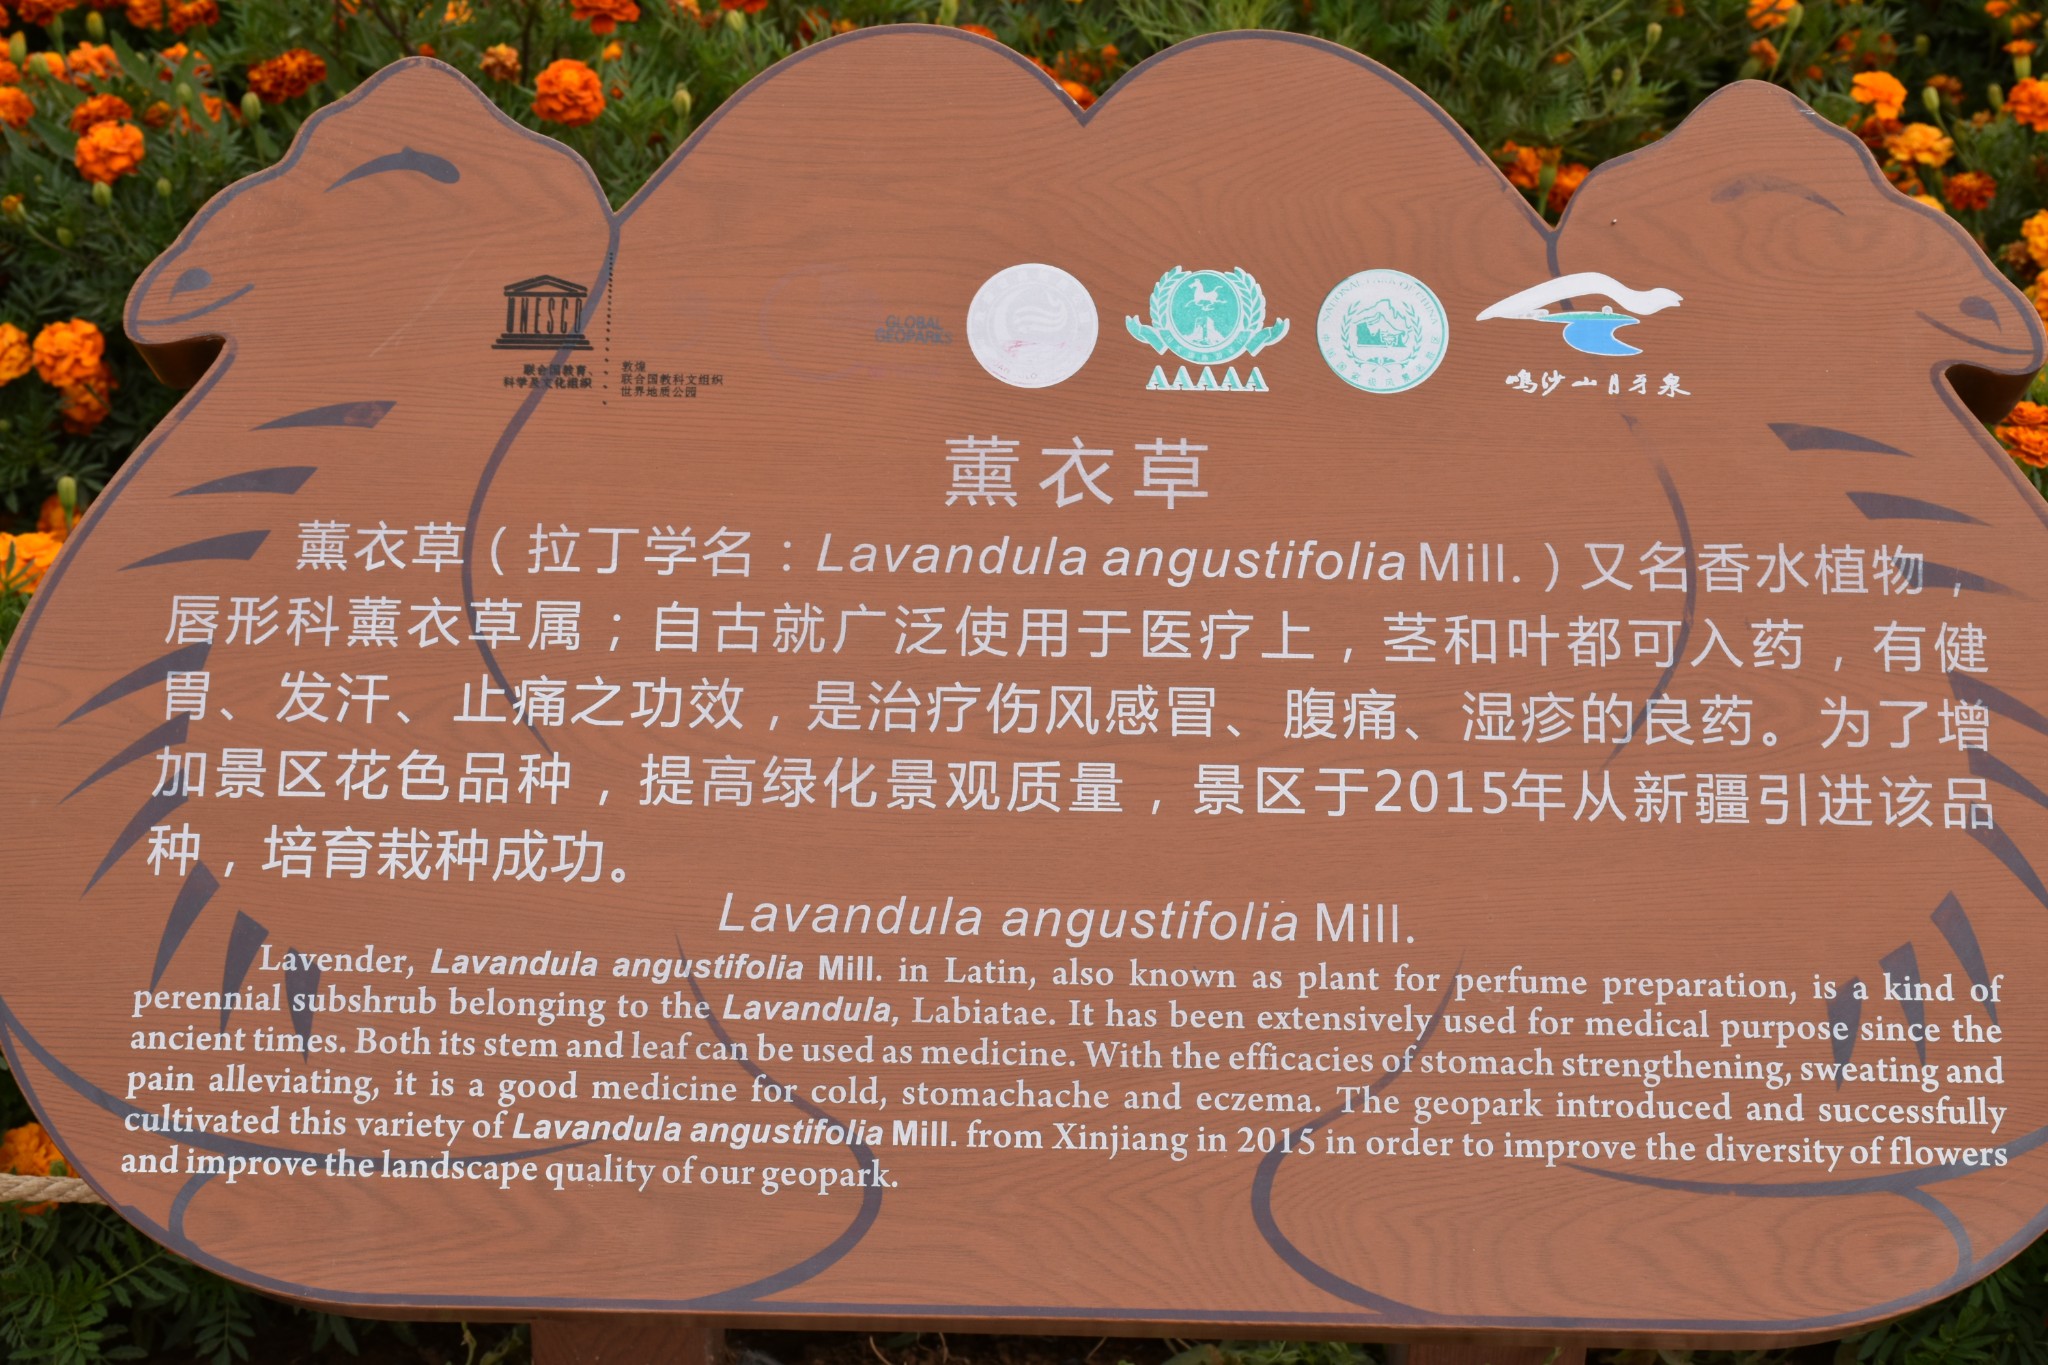 UNESCO
联合国教育、
科学及文化组织
敦煌
联合国教科文组织
世界地质公园
GLOBAL
GEOPARKS
AAAAA
NATIONAL PARK OF CHINA
鸣沙山月牙泉
薰衣草
薰衣草（拉丁学名：Lavandula angustifolia Mill.）又名香水植物，
唇形科薰衣草属；自古就广泛使用于医疗上，茎和叶都可入药，有健
胃、发汗、止痛之功效，是治疗伤风感冒、腹痛、湿疹的良药。为了增
加景区花色品种，提高绿化景观质量，景区于2015年从新疆引进该品
种，培育栽种成功。
Lavandula angustifolia Mill.
Lavender, Lavandula angustifolia Mill. in Latin, also known as plant for perfume preparation, is a kind of
perennial subshrub belonging to the Lavandula, Labiatae. It has been extensively used for medical purpose since the
ancient times. Both its stem and leaf can be used as medicine. With the efficacies of stomach strengthening, sweating and
pain alleviating, it is a good medicine for cold, stomachache and eczema. The geopark introduced and successfully
cultivated this variety of Lavandula angustifolia Mill. from Xinjiang in 2015 in order to improve the diversity of flowers
and improve the landscape quality of our geopark.